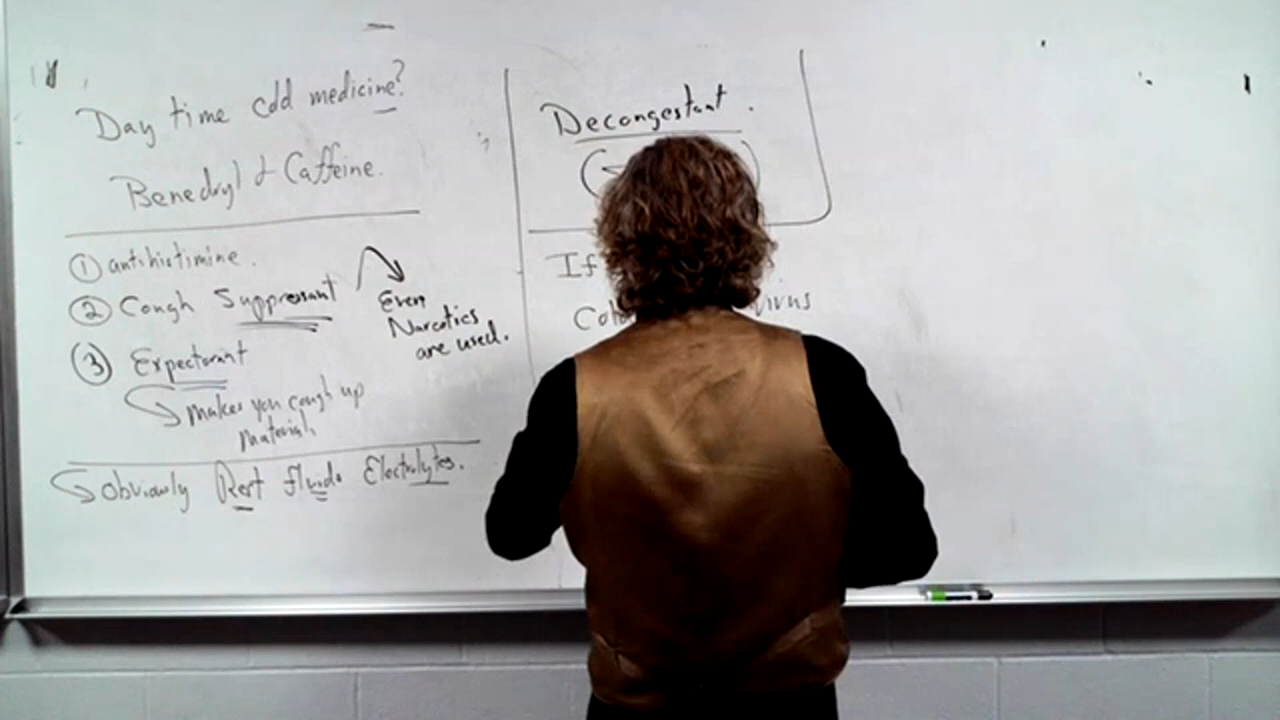 Day time cold medicine?
Benedryl & Caffeine.
① antihistimine.
② Cough Suppressant
Even
Narcotics
are used.
③ Expectorant
makes you cough up
material,
Obviously Rest fluids Electrolytes.
Decongestant.
If
Virus